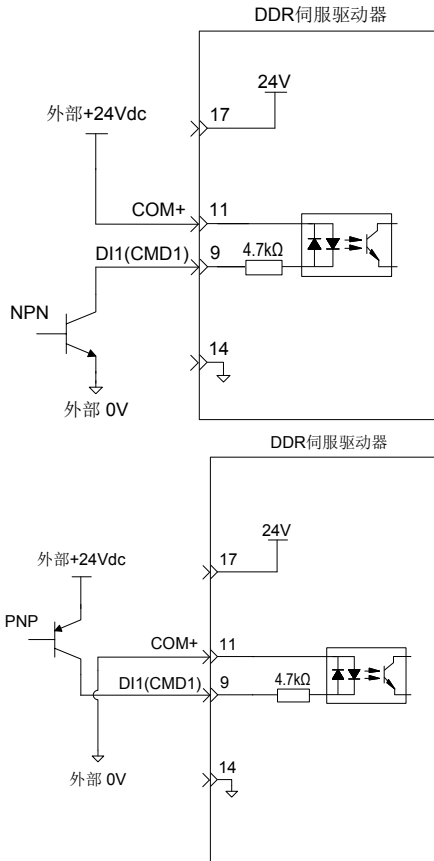 DDR伺服驱动器
24V
17
外部+24Vdc
COM+
11
DI1(CMD1)
9
4.7kΩ
NPN
14
外部 0V
DDR伺服驱动器
24V
17
外部+24Vdc
PNP
COM+
11
DI1(CMD1)
9
4.7kΩ
14
外部 0V